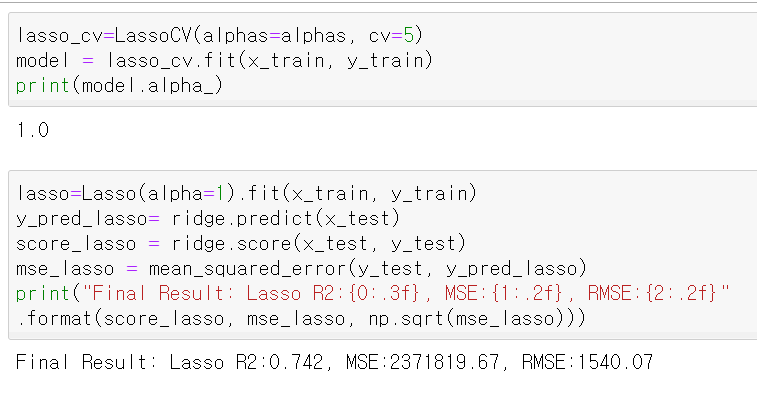 lasso_cv=LassoCV(alphas=alphas, cv=5)
model = lasso_cv.fit(x_train, y_train)
print(model.alpha_)
1.0
lasso=Lasso(alpha=1).fit(x_train, y_train)
y_pred_lasso= ridge.predict(x_test)
score_lasso = ridge.score(x_test, y_test)
mse_lasso = mean_squared_error(y_test, y_pred_lasso)
print("Final Result: Lasso R2:{0:.3f}, MSE:{1:.2f}, RMSE:{2:.2f}"
.format(score_lasso, mse_lasso, np.sqrt(mse_lasso)))
Final Result: Lasso R2:0.742, MSE:2371819.67, RMSE:1540.07